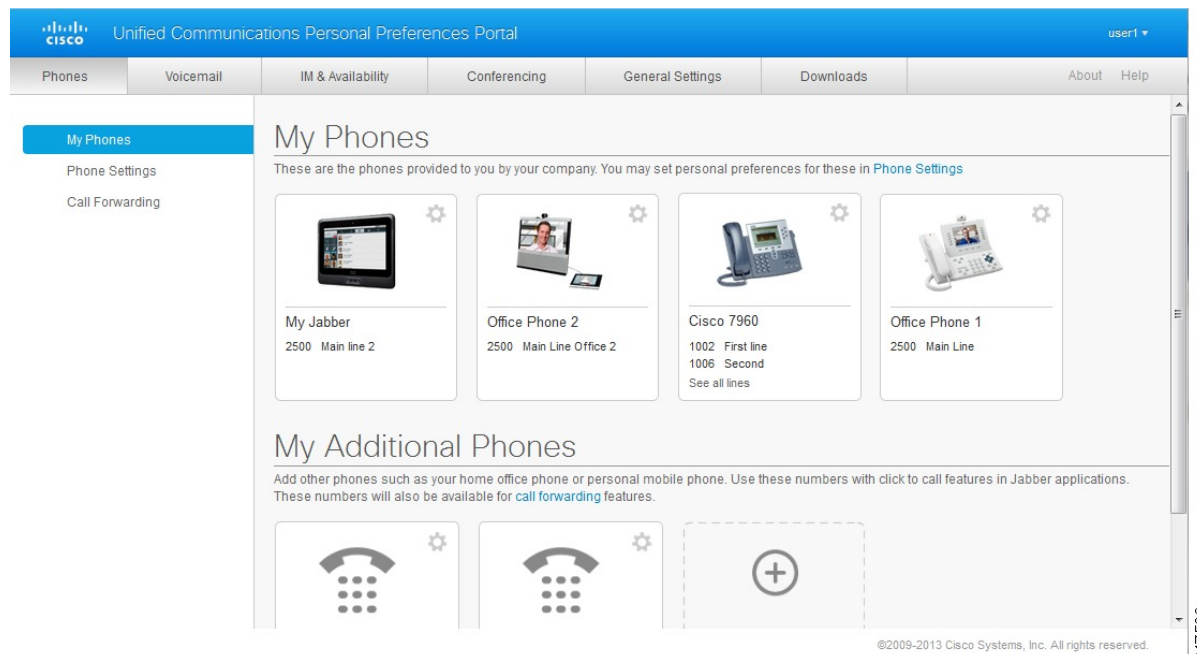 CISCO Unified Communications Personal Preferences Portal user1
Phones Voicemail IM & Availability Conferencing General Settings Downloads About Help
My Phones
Phone Settings
Call Forwarding
My Phones
These are the phones provided to you by your company. You may set personal preferences for these in Phone Settings
My Jabber
2500 Main line 2
Office Phone 2
2500 Main Line Office 2
Cisco 7960
1002 First line
1006 Second
See all lines
Office Phone 1
2500 Main Line
My Additional Phones
Add other phones such as your home office phone or personal mobile phone. Use these numbers with click to call features in Jabber applications.
These numbers will also be available for call forwarding features.
©2009-2013 Cisco Systems, Inc. All rights reserved.